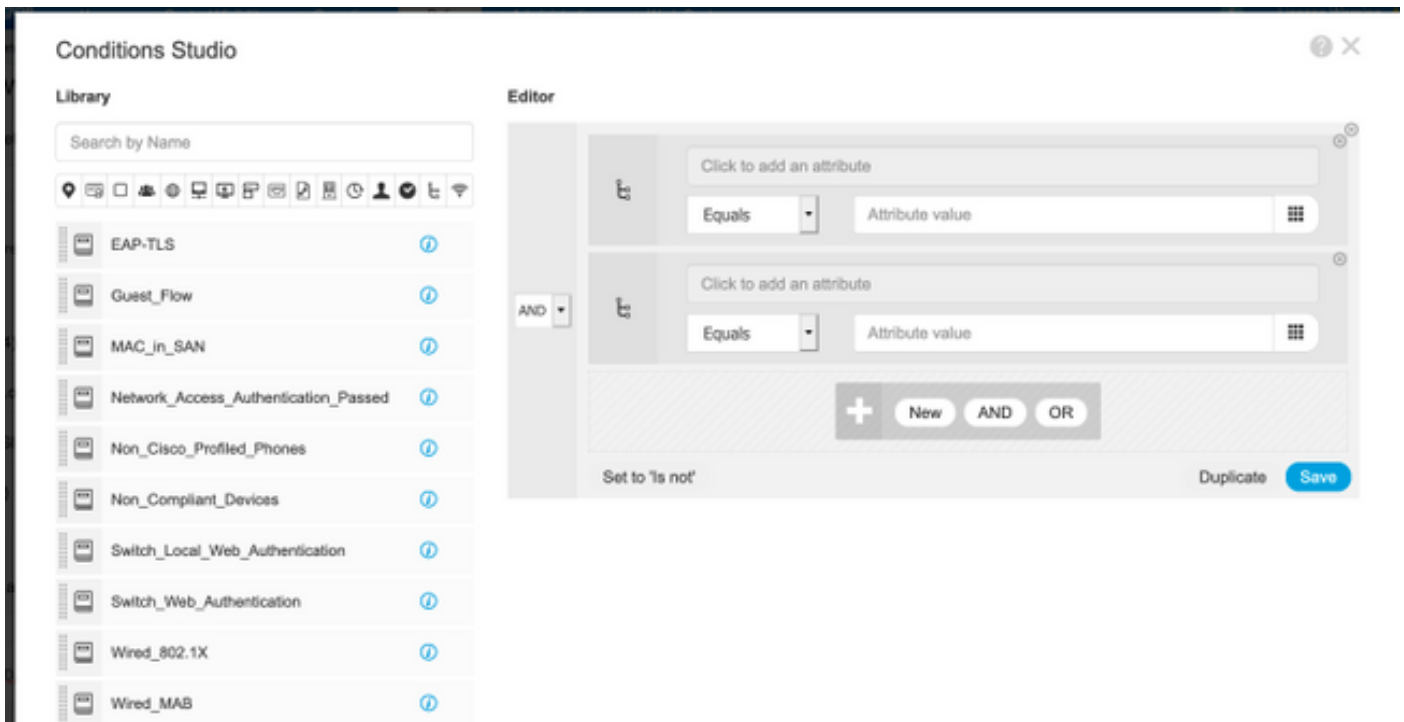 Conditions Studio
Library
Search by Name
EAP-TLS
Guest_Flow
MAC_in_SAN
Network_Access_Authentication_Passed
Non_Cisco_Profiled_Phones
Non_Compliant_Devices
Switch_Local_Web_Authentication
Switch_Web_Authentication
Wired_802.1X
Wired_MAB
Editor
Click to add an attribute
Equals Attribute value
AND
Click to add an attribute
Equals Attribute value
New AND OR
Set to 'Is not' Duplicate Save